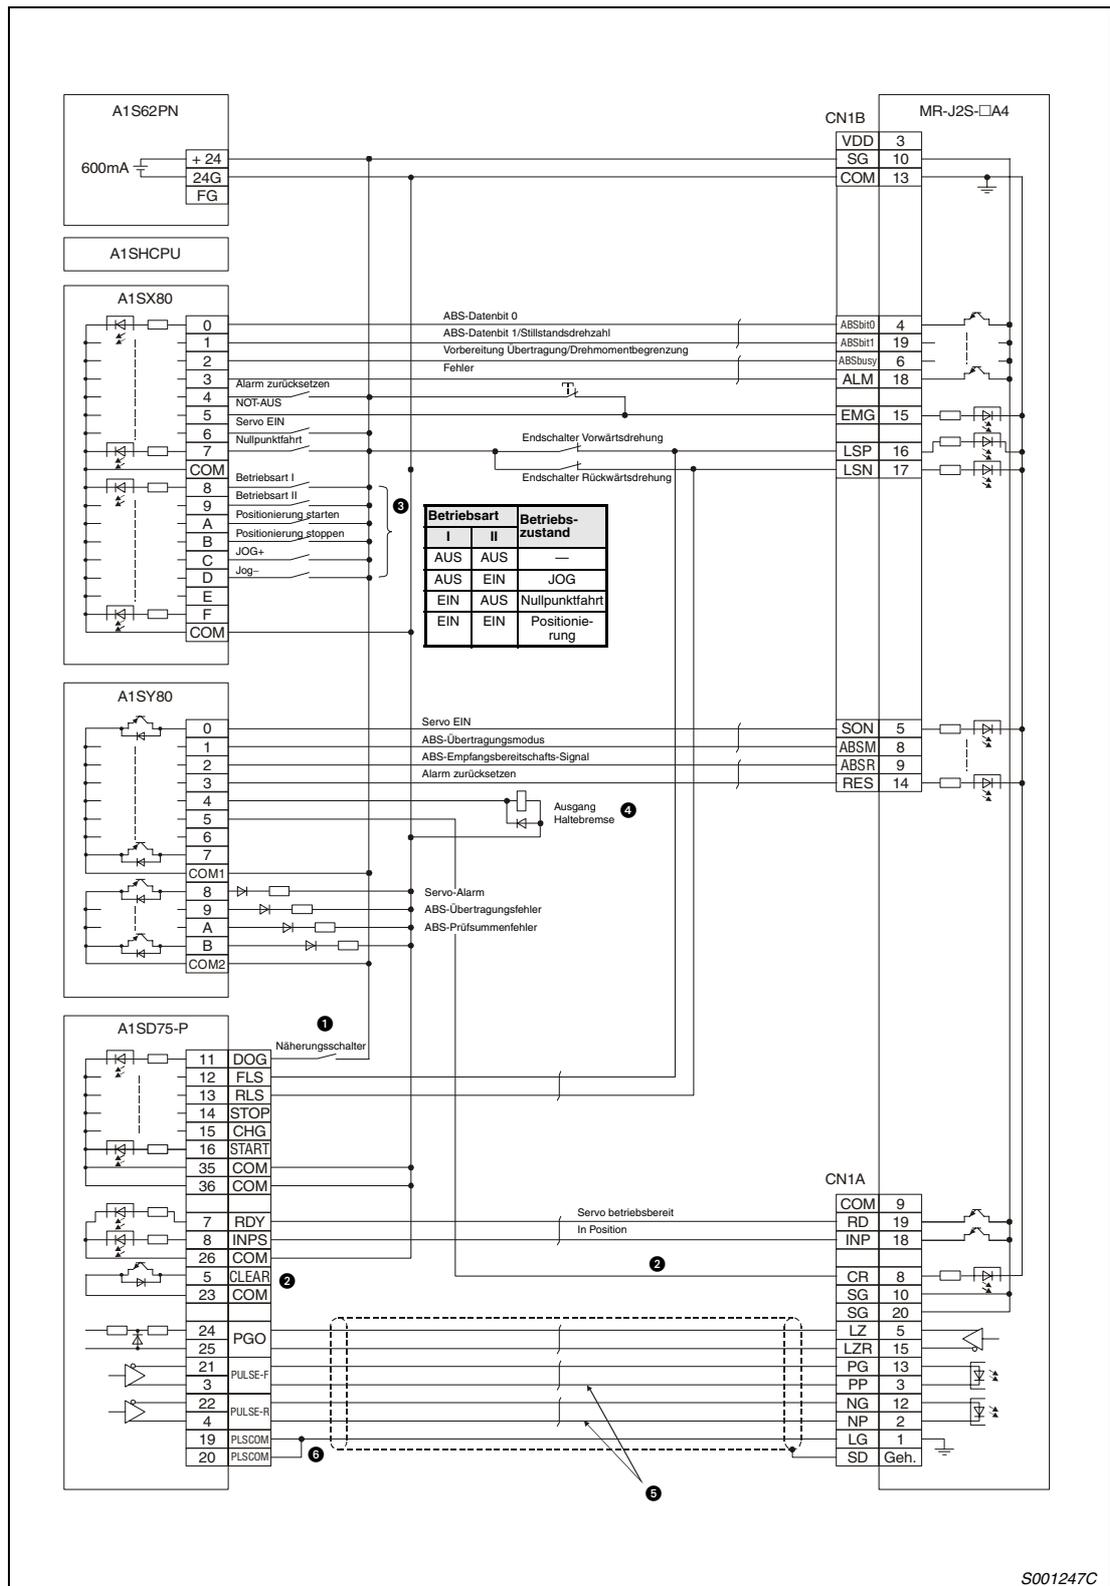 A1S62PN
MR-J2S-□A4
CN1B
VDD 3
600mA
+ 24
SG 10
24G
COM 13
FG
A1SHCPU
A1SX80
ABS-Datenbit 0
0
ABSbit0 4
ABS-Datenbit 1/Stillstandsdrehzahl
1
ABSbit1 19
Vorbereitung Übertragung/Drehmomentbegrenzung
2
ABSbusy 6
Fehler
3
ALM 18
Alarm zurücksetzen
4
NOT-AUS
5
EMG 15
Servo EIN
6
Nullpunktfahrt
7
Endschalter Vorwärtsdrehung
LSP 16
COM
Endschalter Rückwärtsdrehung
LSN 17
Betriebsart I
8
Betriebsart II
9
Positionierung starten
A
Positionierung stoppen
B
JOG+
C
Jog–
D
E
F
COM
❸
Betriebsart Betriebs-
zustand
I II
AUS AUS —
AUS EIN JOG
EIN AUS Nullpunktfahrt
EIN EIN Positionie-
rung
A1SY80
Servo EIN
0
SON 5
ABS-Übertragungsmodus
1
ABSM 8
ABS-Empfangsbereitschafts-Signal
2
ABSR 9
Alarm zurücksetzen
3
RES 14
4
Ausgang
Haltebremse ❹
5
6
7
COM1
8 Servo-Alarm
9 ABS-Übertragungsfehler
A ABS-Prüfsummenfehler
B
COM2
A1SD75-P
❶
Näherungsschalter
11 DOG
12 FLS
13 RLS
14 STOP
15 CHG
16 START
35 COM
36 COM
CN1A
COM 9
Servo betriebsbereit
7 RDY
RD 19
In Position
8 INPS
INP 18
26 COM
❷
5 CLEAR ❷
CR 8
23 COM
SG 10
SG 20
24
PGO
25
LZ 5
LZR 15
21
PULSE-F
3
PG 13
PP 3
22
PULSE-R
4
NG 12
NP 2
19 PLSCOM
LG 1
20 PLSCOM ❻
SD Geh.
❺
S001247C